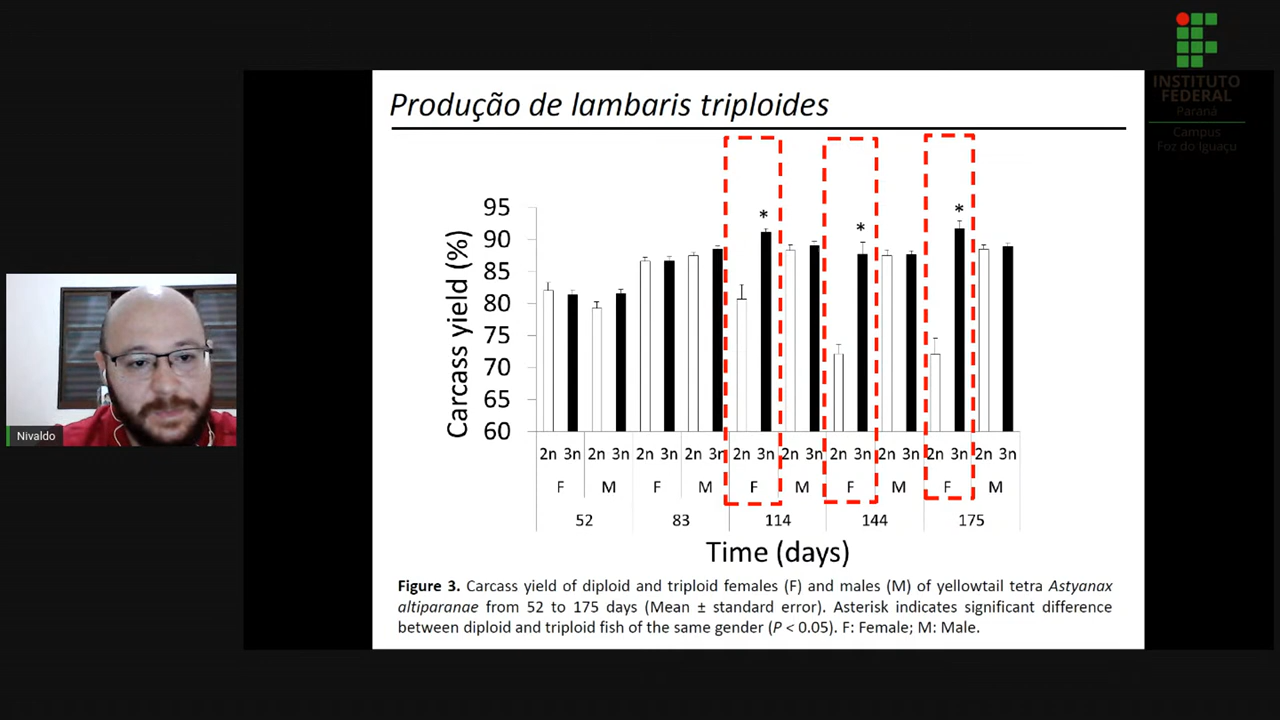 INSTITUTO
FEDERAL
Paraná
Campus
Foz do Iguaçu
Produção de lambaris triploides
Carcass yield (%)
95
90
85
80
75
70
65
60
* * *
2n 3n 2n 3n 2n 3n 2n 3n 2n 3n 2n 3n 2n 3n 2n 3n 2n 3n 2n 3n
F M F M F M F M F M
52 83 114 144 175
Time (days)
Figure 3. Carcass yield of diploid and triploid females (F) and males (M) of yellowtail tetra Astyanax
altiparanae from 52 to 175 days (Mean ± standard error). Asterisk indicates significant difference
between diploid and triploid fish of the same gender (P < 0.05). F: Female; M: Male.
Nivaldo